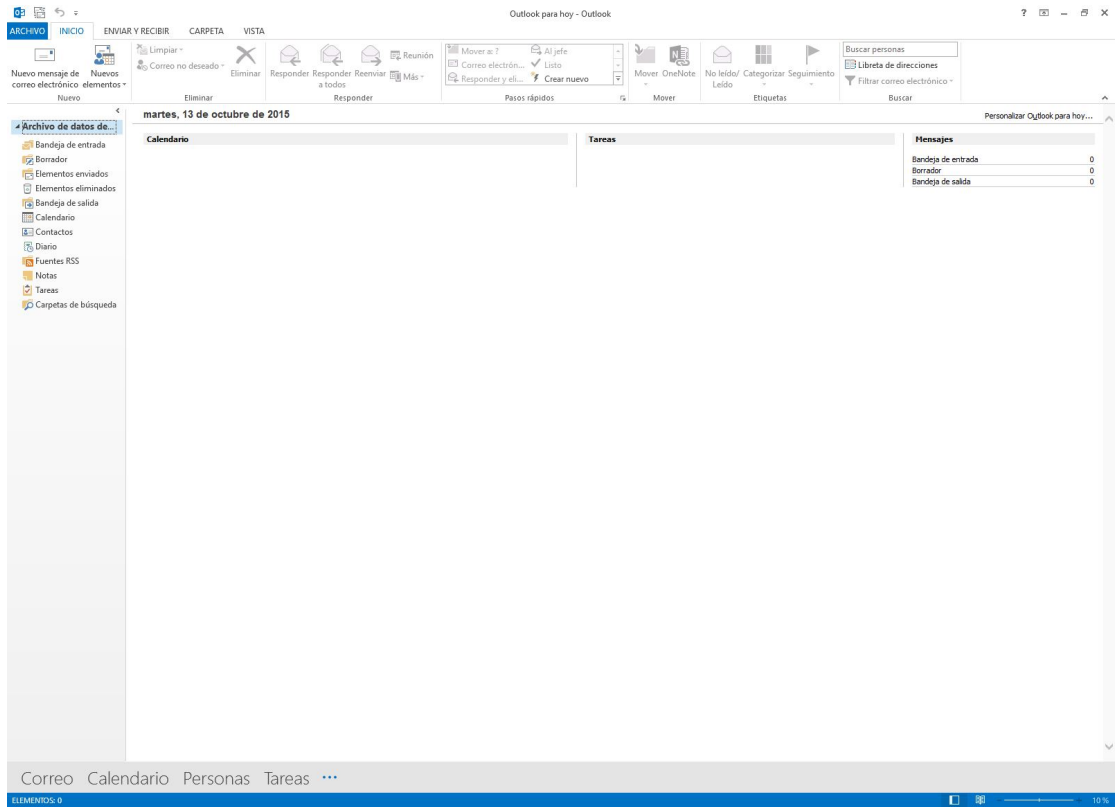 Outlook para hoy - Outlook
ARCHIVO INICIO ENVIAR Y RECIBIR CARPETA VISTA
Nuevo mensaje de correo electrónico
Nuevos elementos
Nuevo
Limpiar
Correo no deseado
Eliminar
Eliminar
Responder
Responder a todos
Reenviar
Reunión
Más
Responder
Mover a: ?
Correo electrón...
Responder y eli...
Al jefe
Listo
Crear nuevo
Pasos rápidos
Mover
OneNote
Mover
No leído/ Leído
Categorizar
Seguimiento
Etiquetas
Buscar personas
Libreta de direcciones
Filtrar correo electrónico
Buscar
Archivo de datos de...
Bandeja de entrada
Borrador
Elementos enviados
Elementos eliminados
Bandeja de salida
Calendario
Contactos
Diario
Fuentes RSS
Notas
Tareas
Carpetas de búsqueda
martes, 13 de octubre de 2015
Personalizar Outlook para hoy...
Calendario
Tareas
Mensajes
Bandeja de entrada 0
Borrador 0
Bandeja de salida 0
Correo Calendario Personas Tareas ···
ELEMENTOS: 0
10 %